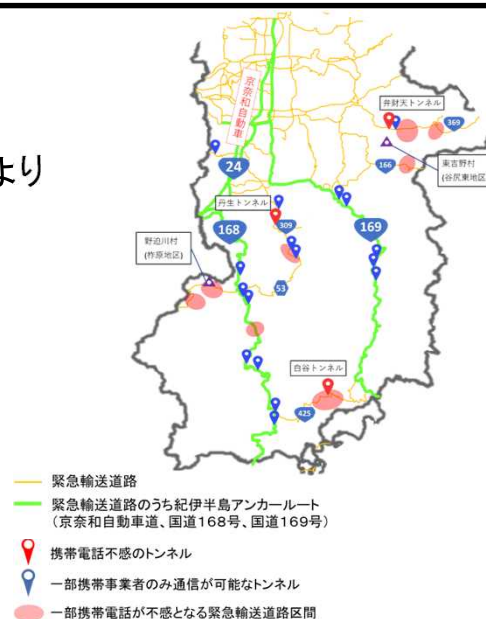 より
京奈和自動車
弁財天トンネル
369
24
166
東吉野村
(谷尻東地区)
丹生トンネル
168
309
169
野迫川村
(柞原地区)
53
白谷トンネル
425
緊急輸送道路
緊急輸送道路のうち紀伊半島アンカールート
(京奈和自動車道、国道168号、国道169号)
携帯電話不感のトンネル
一部携帯事業者のみ通信が可能なトンネル
一部携帯電話が不感となる緊急輸送道路区間